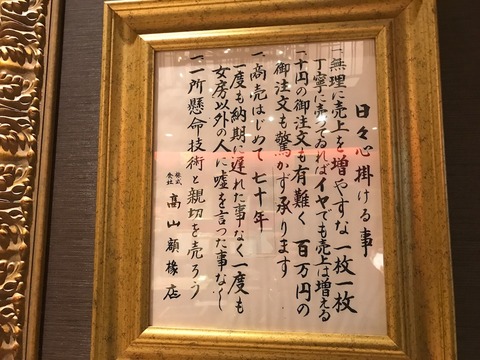 日々心掛ける事
一、無理に売上を増やすな 一枚一枚
丁寧に売ってゐればイヤでも売上は増える
一、十円の御注文も有難く 百万円の
御注文も驚かず承ります
一、商売はじめて 七十年
一度も納期に遅れた事なく 一度も
女房以外の人に嘘を言った事なし
一、一所懸命技術と親切を売ろう
株式会社 高山額椽店